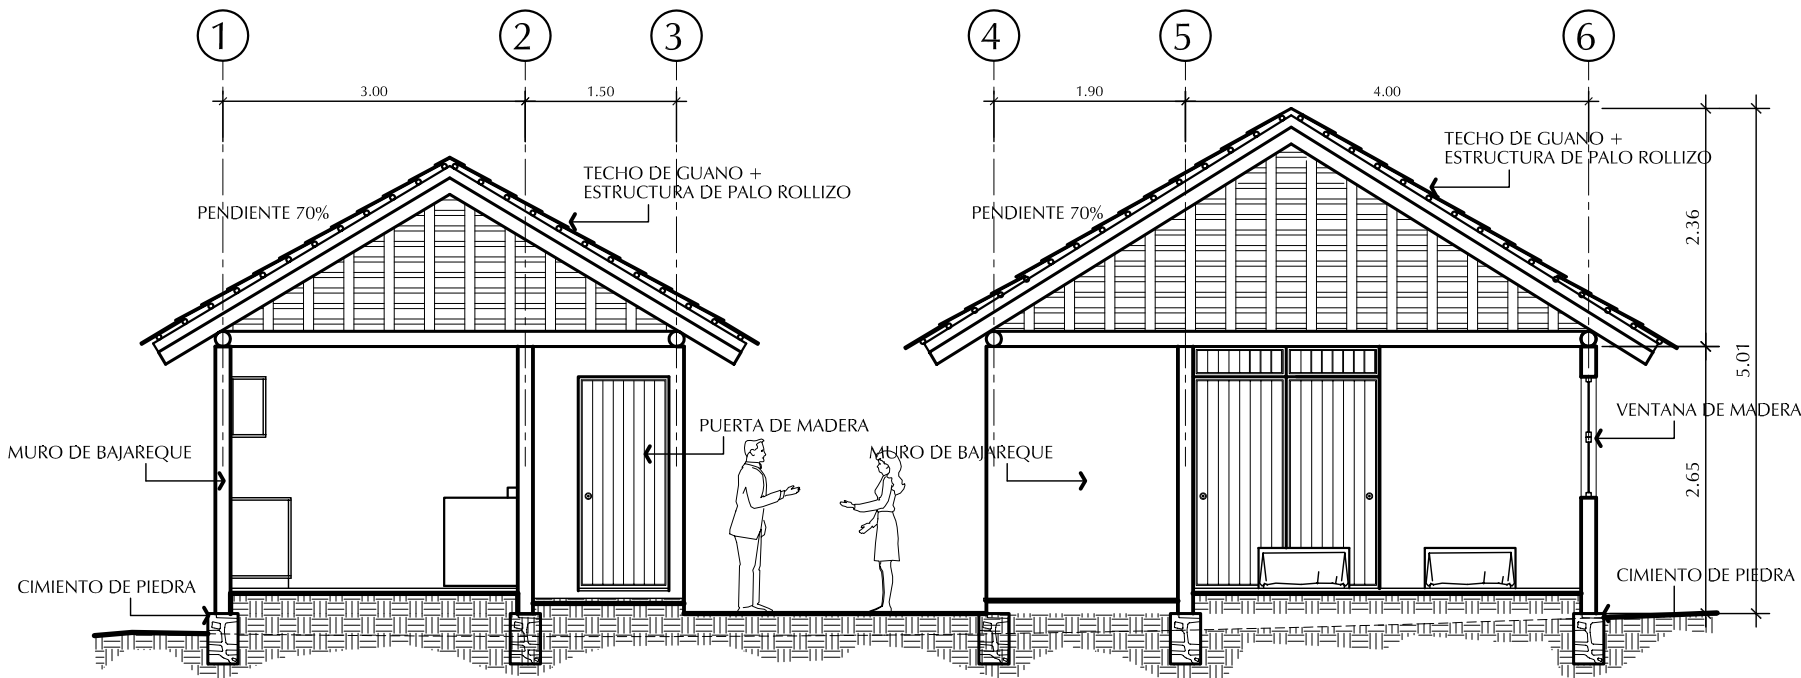 1 2 3 4 5 6
3.00 1.50 1.90 4.00
TECHO DE GUANO +
ESTRUCTURA DE PALO ROLLIZO
TECHO DE GUANO +
ESTRUCTURA DE PALO ROLLIZO
PENDIENTE 70%
PENDIENTE 70%
2.36
5.01
2.65
VENTANA DE MADERA
PUERTA DE MADERA
MURO DE BAJAREQUE
MURO DE BAJAREQUE
CIMIENTO DE PIEDRA
CIMIENTO DE PIEDRA